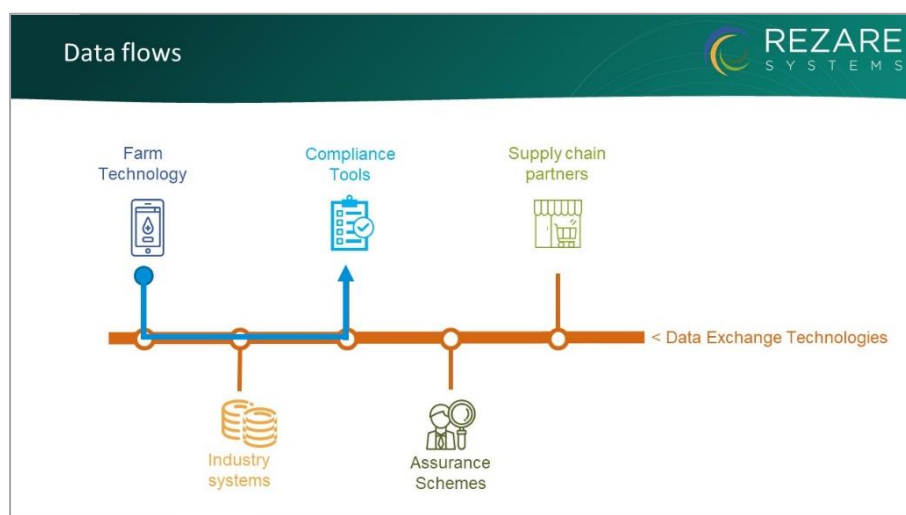 Data flows
REZARE
SYSTEMS
Farm
Technology
Compliance
Tools
Supply chain
partners
< Data Exchange Technologies
Industry
systems
Assurance
Schemes